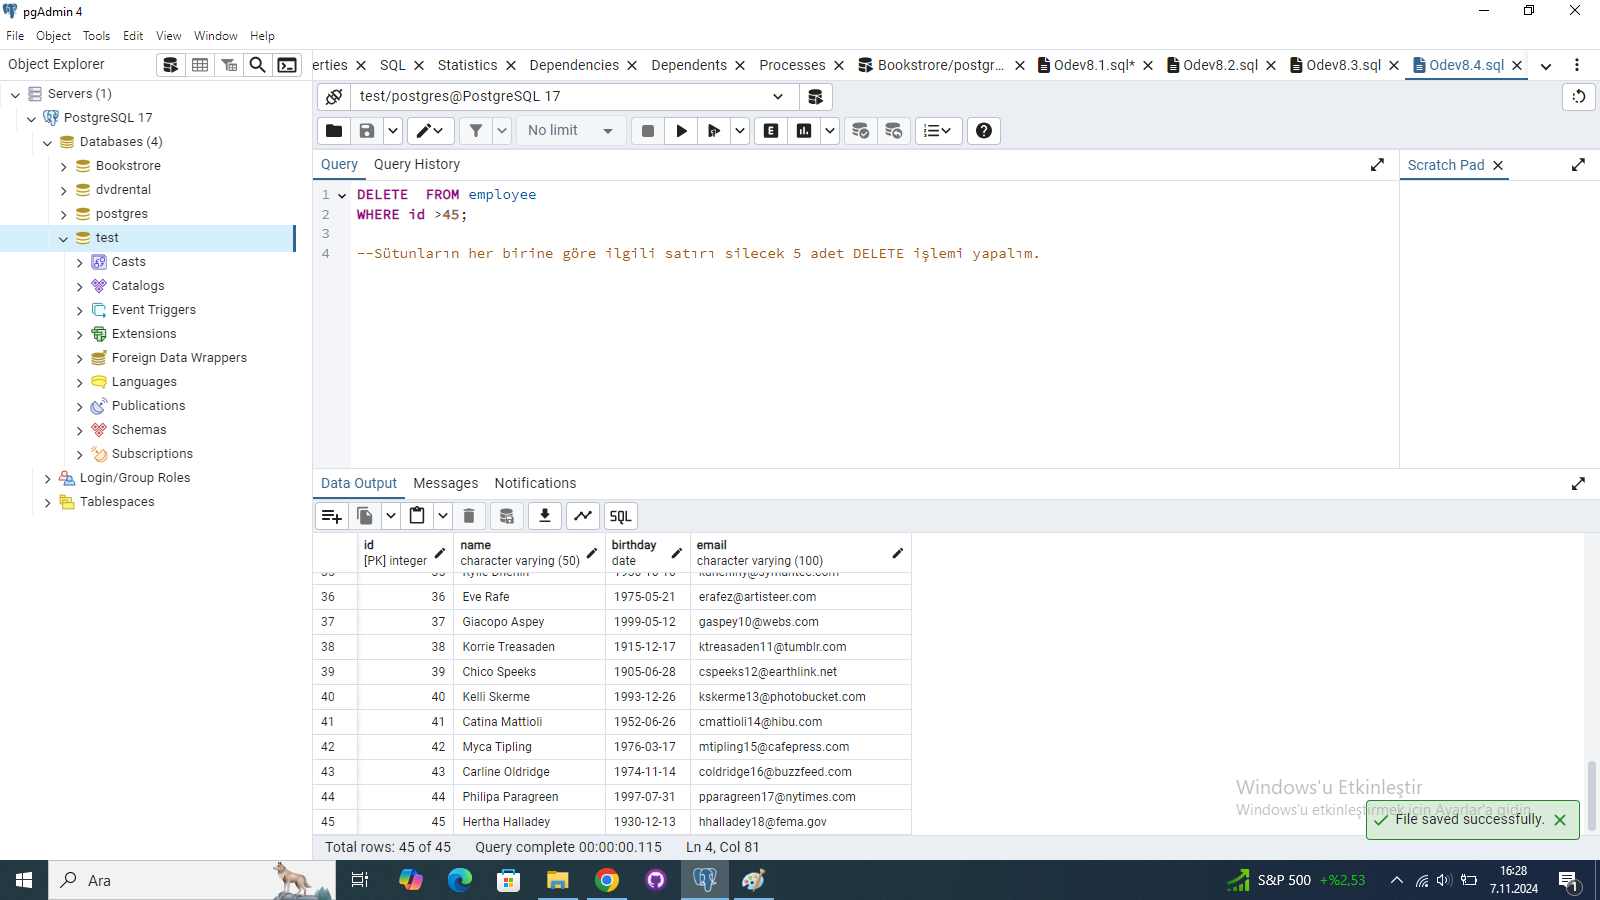 pgAdmin 4
File Object Tools Edit View Window Help
Object Explorer
erties SQL Statistics Dependencies Dependents Processes Bookstrore/postgr... Odev8.1.sql* Odev8.2.sql Odev8.3.sql Odev8.4.sql
Servers (1)
PostgreSQL 17
Databases (4)
Bookstrore
dvdrental
postgres
test
Casts
Catalogs
Event Triggers
Extensions
Foreign Data Wrappers
Languages
Publications
Schemas
Subscriptions
Login/Group Roles
Tablespaces
test/postgres@PostgreSQL 17
No limit
E
Query Query History
Scratch Pad
1 DELETE  FROM employee
2 WHERE id >45;
3
4 --Sütunların her birine göre ilgili satırı silecek 5 adet DELETE işlemi yapalım.
Data Output Messages Notifications
SQL
id name birthday email
[PK] integer character varying (50) date character varying (100)
36 36 Eve Rafe 1975-05-21 erafez@artisteer.com
37 37 Giacopo Aspey 1999-05-12 gaspey10@webs.com
38 38 Korrie Treasaden 1915-12-17 ktreasaden11@tumblr.com
39 39 Chico Speeks 1905-06-28 cspeeks12@earthlink.net
40 40 Kelli Skerme 1993-12-26 kskerme13@photobucket.com
41 41 Catina Mattioli 1952-06-26 cmattioli14@hibu.com
42 42 Myca Tipling 1976-03-17 mtipling15@cafepress.com
43 43 Carline Oldridge 1974-11-14 coldridge16@buzzfeed.com
44 44 Philipa Paragreen 1997-07-31 pparagreen17@nytimes.com
45 45 Hertha Halladey 1930-12-13 hhalladey18@fema.gov
Windows'u Etkinleştir
Windows'u etkinleştirmek için Ayarlar'a gidin.
File saved successfully.
Total rows: 45 of 45 Query complete 00:00:00.115 Ln 4, Col 81
Ara
S&P 500 +%2,53
16:28
7.11.2024
1